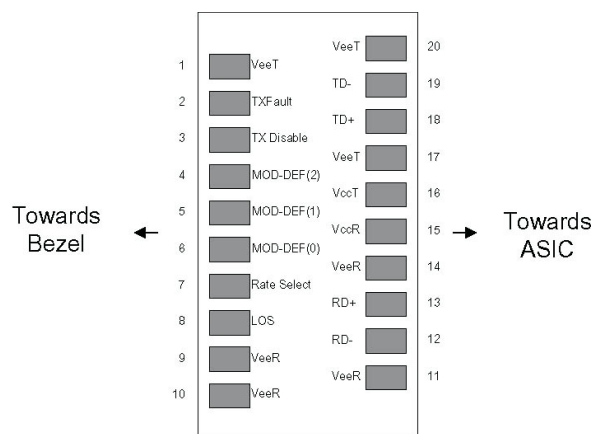 VeeT 20
1 VeeT
TD- 19
2 TXFault
TD+ 18
3 TX Disable
VeeT 17
4 MOD-DEF(2)
VccT 16
5 MOD-DEF(1)
Towards
Bezel
VccR 15
Towards
ASIC
6 MOD-DEF(0)
VeeR 14
7 Rate Select
RD+ 13
8 LOS
RD- 12
9 VeeR
VeeR 11
10 VeeR